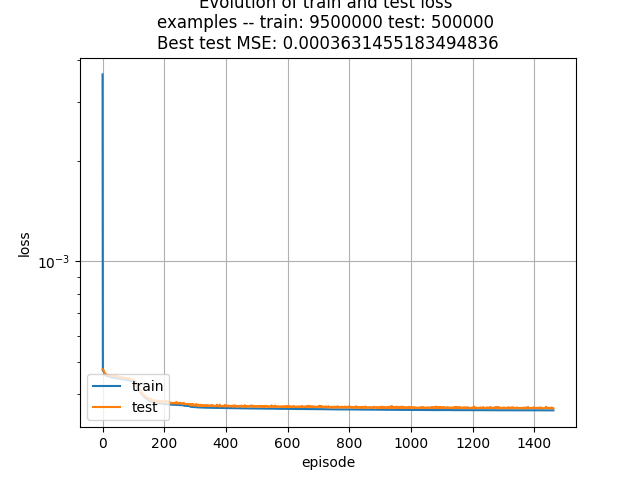 Evolution of train and test loss
examples -- train: 9500000 test: 500000
Best test MSE: 0.0003631455183494836
loss
10⁻³
train
test
0 200 400 600 800 1000 1200 1400
episode